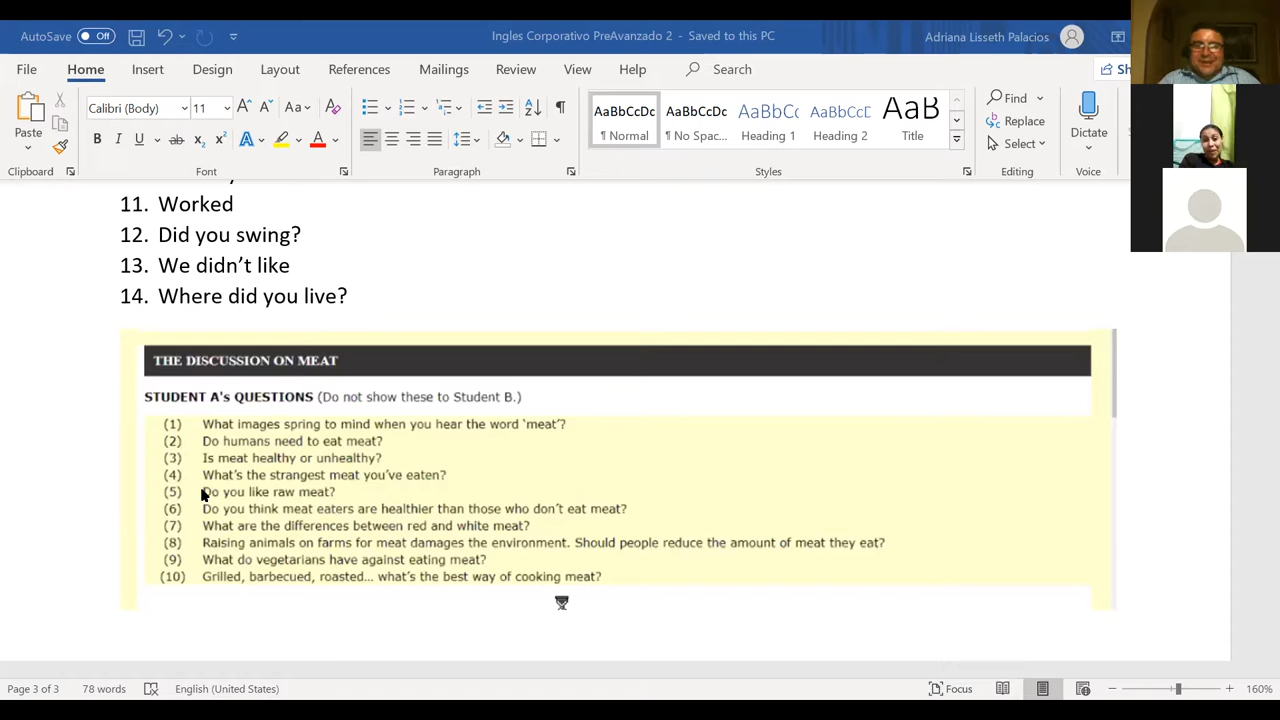 AutoSave Off
Ingles Corporativo PreAvanzado 2 - Saved to this PC
Adriana Lisseth Palacios
File Home Insert Design Layout References Mailings Review View Help Search
Paste
Calibri (Body) 11
Aa
B I U ab x₂ x² A A
AaBbCcDc AaBbCcDc AaBbCc AaBbCcC AaB
¶ Normal ¶ No Spac... Heading 1 Heading 2 Title
Find
Replace
Select
Dictate
Clipboard Font Paragraph Styles Editing Voice
11. Worked
12. Did you swing?
13. We didn’t like
14. Where did you live?
THE DISCUSSION ON MEAT
STUDENT A's QUESTIONS (Do not show these to Student B.)
(1) What images spring to mind when you hear the word ‘meat’?
(2) Do humans need to eat meat?
(3) Is meat healthy or unhealthy?
(4) What’s the strangest meat you’ve eaten?
(5) Do you like raw meat?
(6) Do you think meat eaters are healthier than those who don’t eat meat?
(7) What are the differences between red and white meat?
(8) Raising animals on farms for meat damages the environment. Should people reduce the amount of meat they eat?
(9) What do vegetarians have against eating meat?
(10) Grilled, barbecued, roasted... what’s the best way of cooking meat?
Page 3 of 3 78 words English (United States) Focus 160%